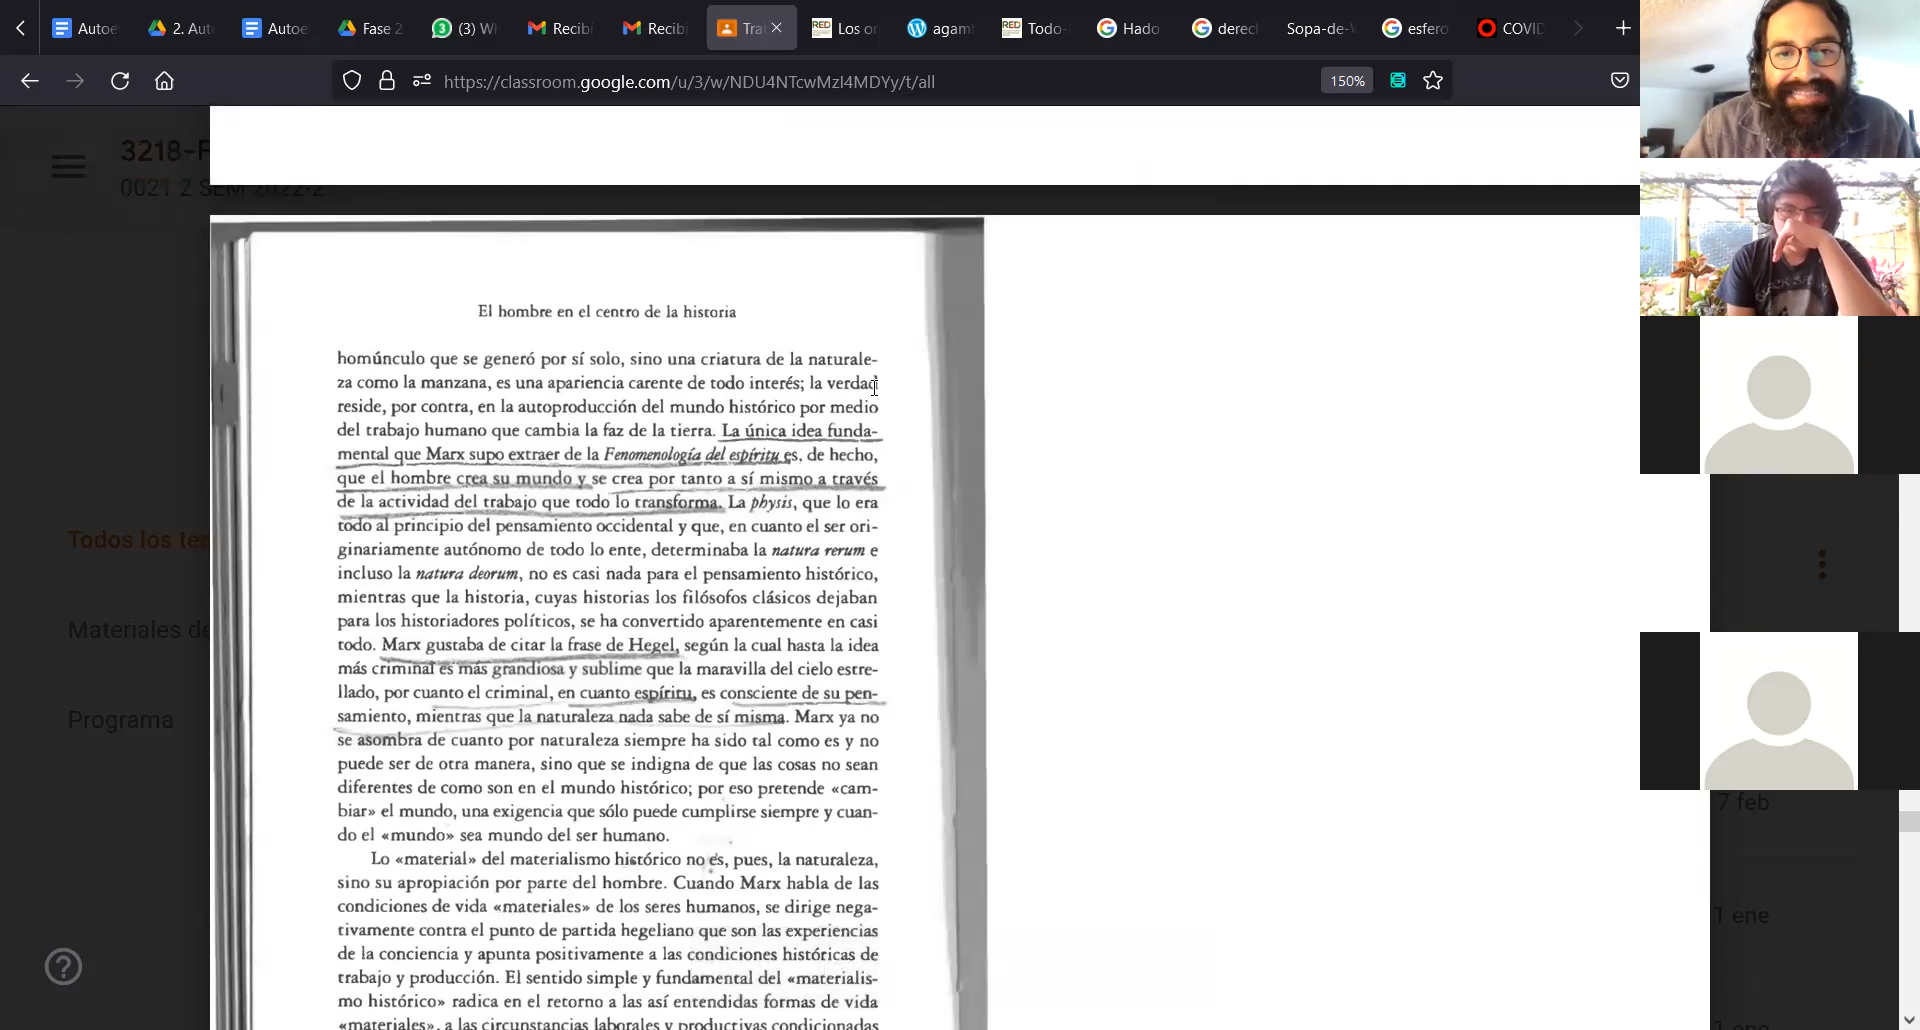 Autoe
2. Aut
Autoe
Fase 2
(3) Wh
Recibi
Recibi
Tra
RED
Los or
agam
RED
Todo-
Hado
derec
Sopa-de-
esfero
COVID
https://classroom.google.com/u/3/w/NDU4NTcwMzI4MDYy/t/all
150%
3218-F
0021 2 SEM 2022-2
Todos los te
Materiales de
Programa
7 feb
1 ene
1 ene
El hombre en el centro de la historia
homúnculo que se generó por sí solo, sino una criatura de la naturale-
za como la manzana, es una apariencia carente de todo interés; la verdad
reside, por contra, en la autoproducción del mundo histórico por medio
del trabajo humano que cambia la faz de la tierra. La única idea funda-
mental que Marx supo extraer de la Fenomenología del espíritu es, de hecho,
que el hombre crea su mundo y se crea por tanto a sí mismo a través
de la actividad del trabajo que todo lo transforma. La physis, que lo era
todo al principio del pensamiento occidental y que, en cuanto el ser ori-
ginariamente autónomo de todo lo ente, determinaba la natura rerum e
incluso la natura deorum, no es casi nada para el pensamiento histórico,
mientras que la historia, cuyas historias los filósofos clásicos dejaban
para los historiadores políticos, se ha convertido aparentemente en casi
todo. Marx gustaba de citar la frase de Hegel, según la cual hasta la idea
más criminal es más grandiosa y sublime que la maravilla del cielo estre-
llado, por cuanto el criminal, en cuanto espíritu, es consciente de su pen-
samiento, mientras que la naturaleza nada sabe de sí misma. Marx ya no
se asombra de cuanto por naturaleza siempre ha sido tal como es y no
puede ser de otra manera, sino que se indigna de que las cosas no sean
diferentes de como son en el mundo histórico; por eso pretende «cam-
biar» el mundo, una exigencia que sólo puede cumplirse siempre y cuan-
do el «mundo» sea mundo del ser humano.
Lo «material» del materialismo histórico no es, pues, la naturaleza,
sino su apropiación por parte del hombre. Cuando Marx habla de las
condiciones de vida «materiales» de los seres humanos, se dirige nega-
tivamente contra el punto de partida hegeliano que son las experiencias
de la conciencia y apunta positivamente a las condiciones históricas de
trabajo y producción. El sentido simple y fundamental del «materialis-
mo histórico» radica en el retorno a las así entendidas formas de vida
«materiales», a las circunstancias laborales y productivas condicionadas